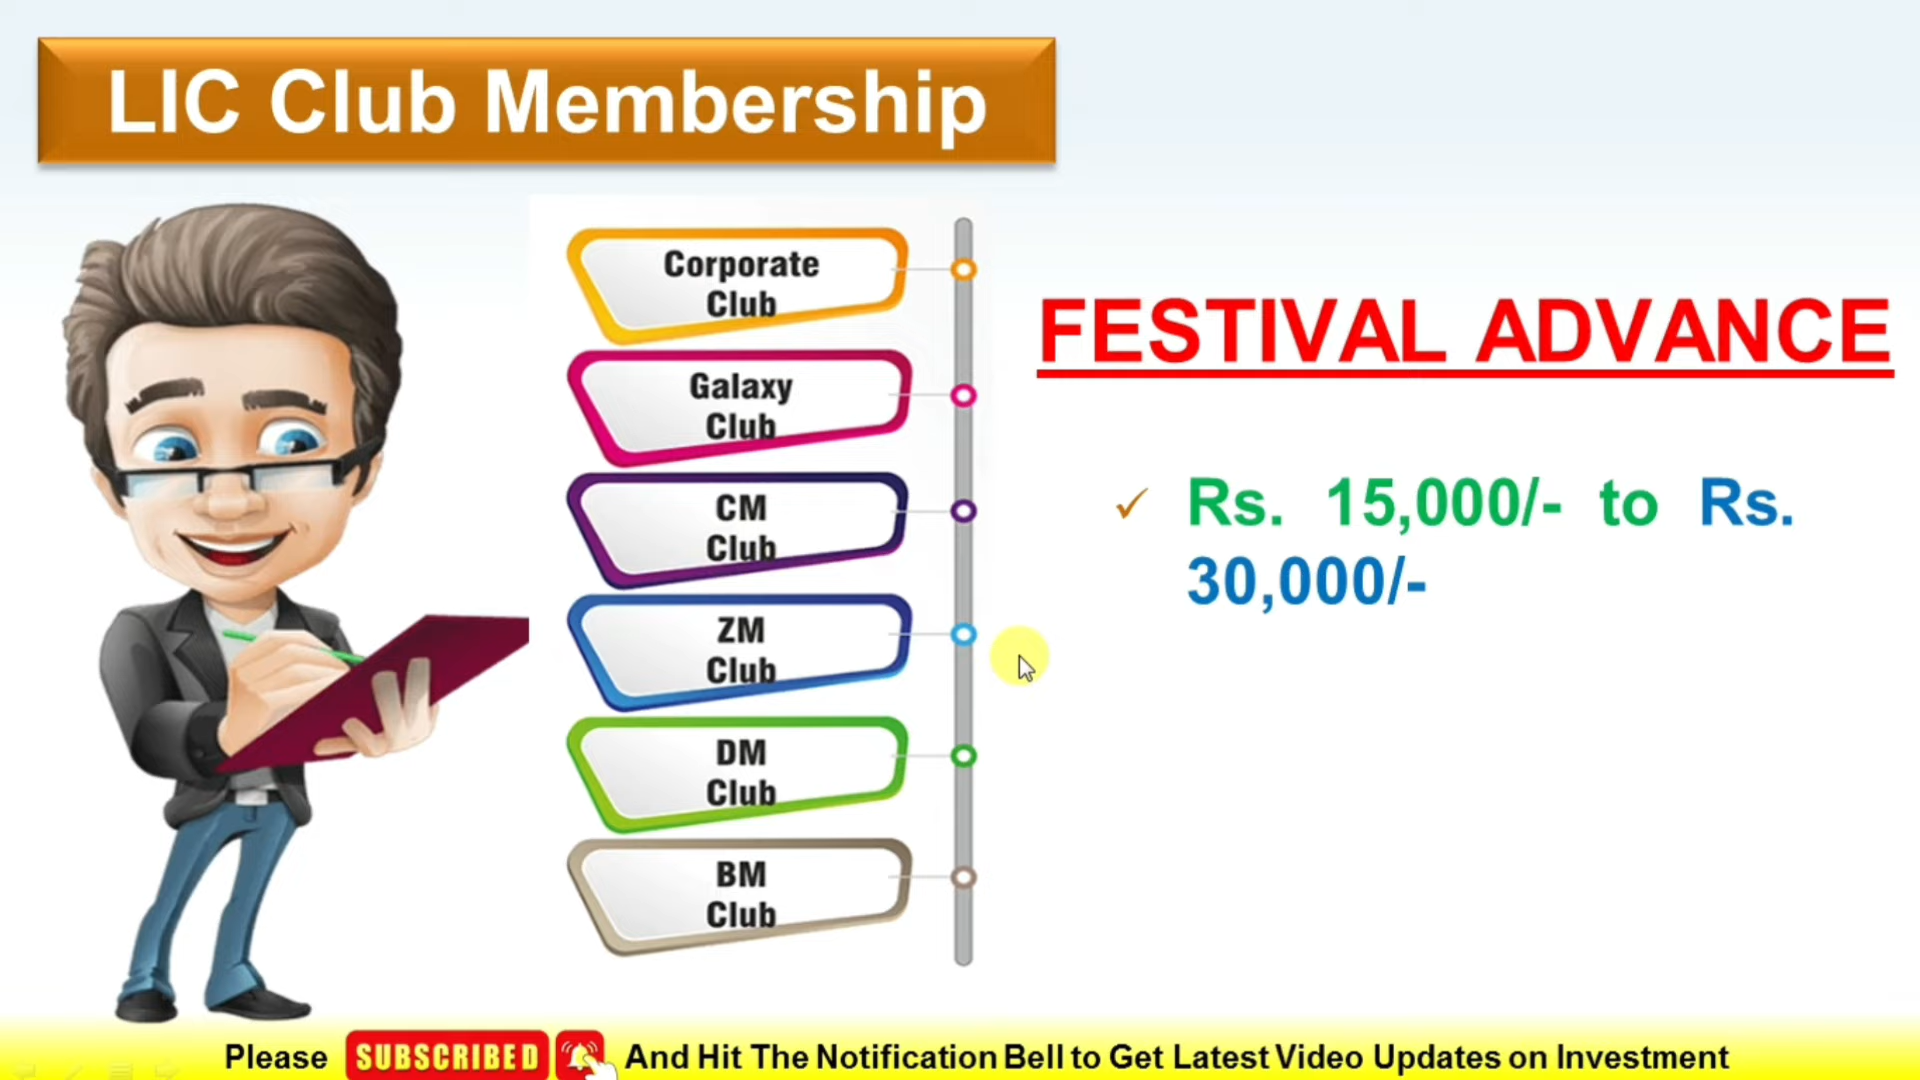 LIC Club Membership
Corporate
Club
Galaxy
Club
CM
Club
ZM
Club
DM
Club
BM
Club
FESTIVAL ADVANCE
✓ Rs. 15,000/- to Rs.
30,000/-
Please SUBSCRIBED And Hit The Notification Bell to Get Latest Video Updates on Investment